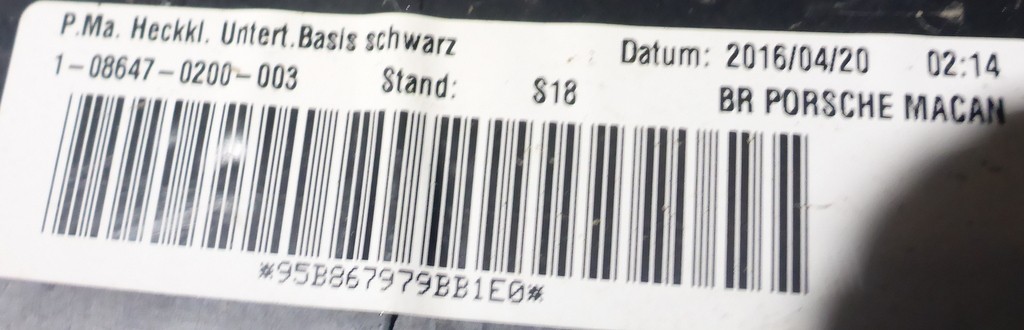 P.Ma. Heckkl. Untert.Basis schwarz
Datum: 2016/04/20 02:14
1-08647-0200-003 Stand: S18
BR PORSCHE MACAN
*95B867979BB1E0*